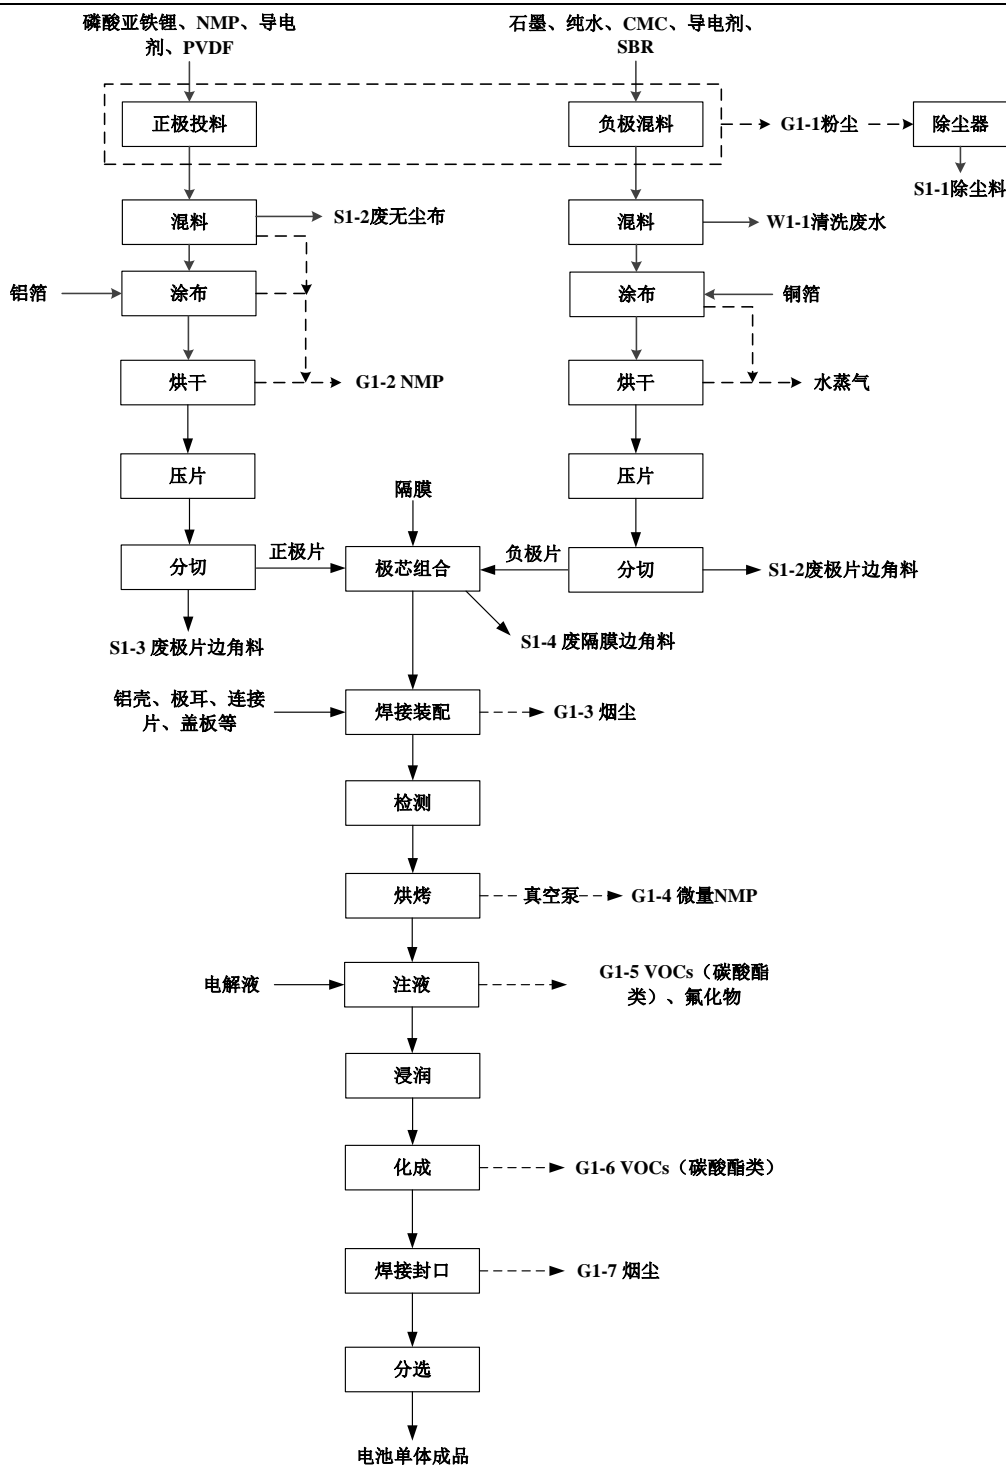 磷酸亚铁锂、NMP、导电
剂、PVDF
石墨、纯水、CMC、导电剂、
SBR
正极投料
负极混料
G1-1粉尘
除尘器
S1-1除尘料
混料
S1-2废无尘布
混料
W1-1清洗废水
铝箔
涂布
涂布
铜箔
烘干
G1-2 NMP
烘干
水蒸气
压片
压片
隔膜
分切
正极片
极芯组合
负极片
分切
S1-2废极片边角料
S1-3 废极片边角料
S1-4 废隔膜边角料
铝壳、极耳、连接
片、盖板等
焊接装配
G1-3 烟尘
检测
烘烤
真空泵
G1-4 微量NMP
电解液
注液
G1-5 VOCs（碳酸酯
类）、氟化物
浸润
化成
G1-6 VOCs（碳酸酯类）
焊接封口
G1-7 烟尘
分选
电池单体成品